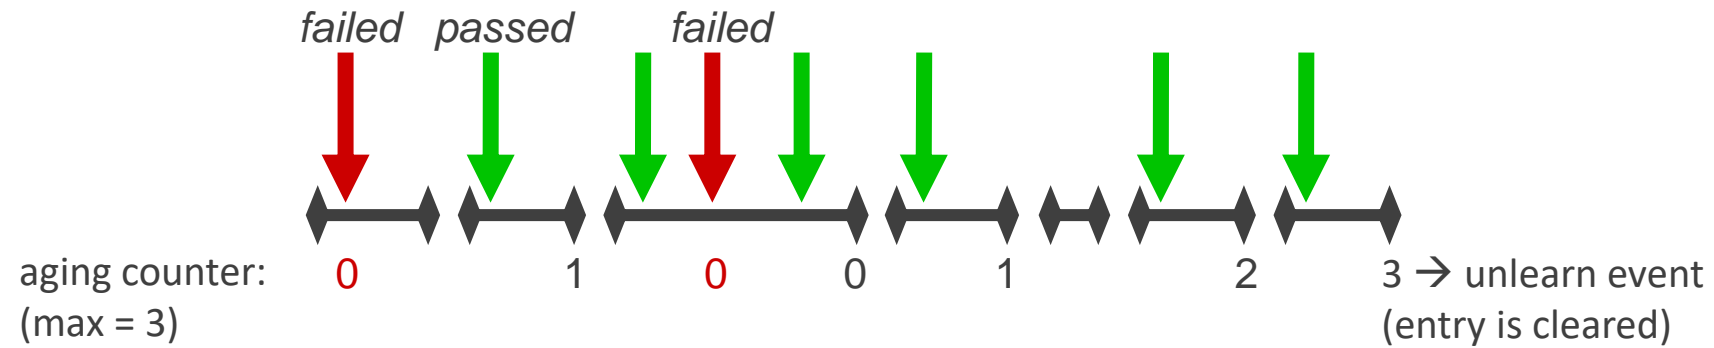 failed passed failed
aging counter: 0 1 0 0 1 2 3 → unlearn event
(max = 3) (entry is cleared)